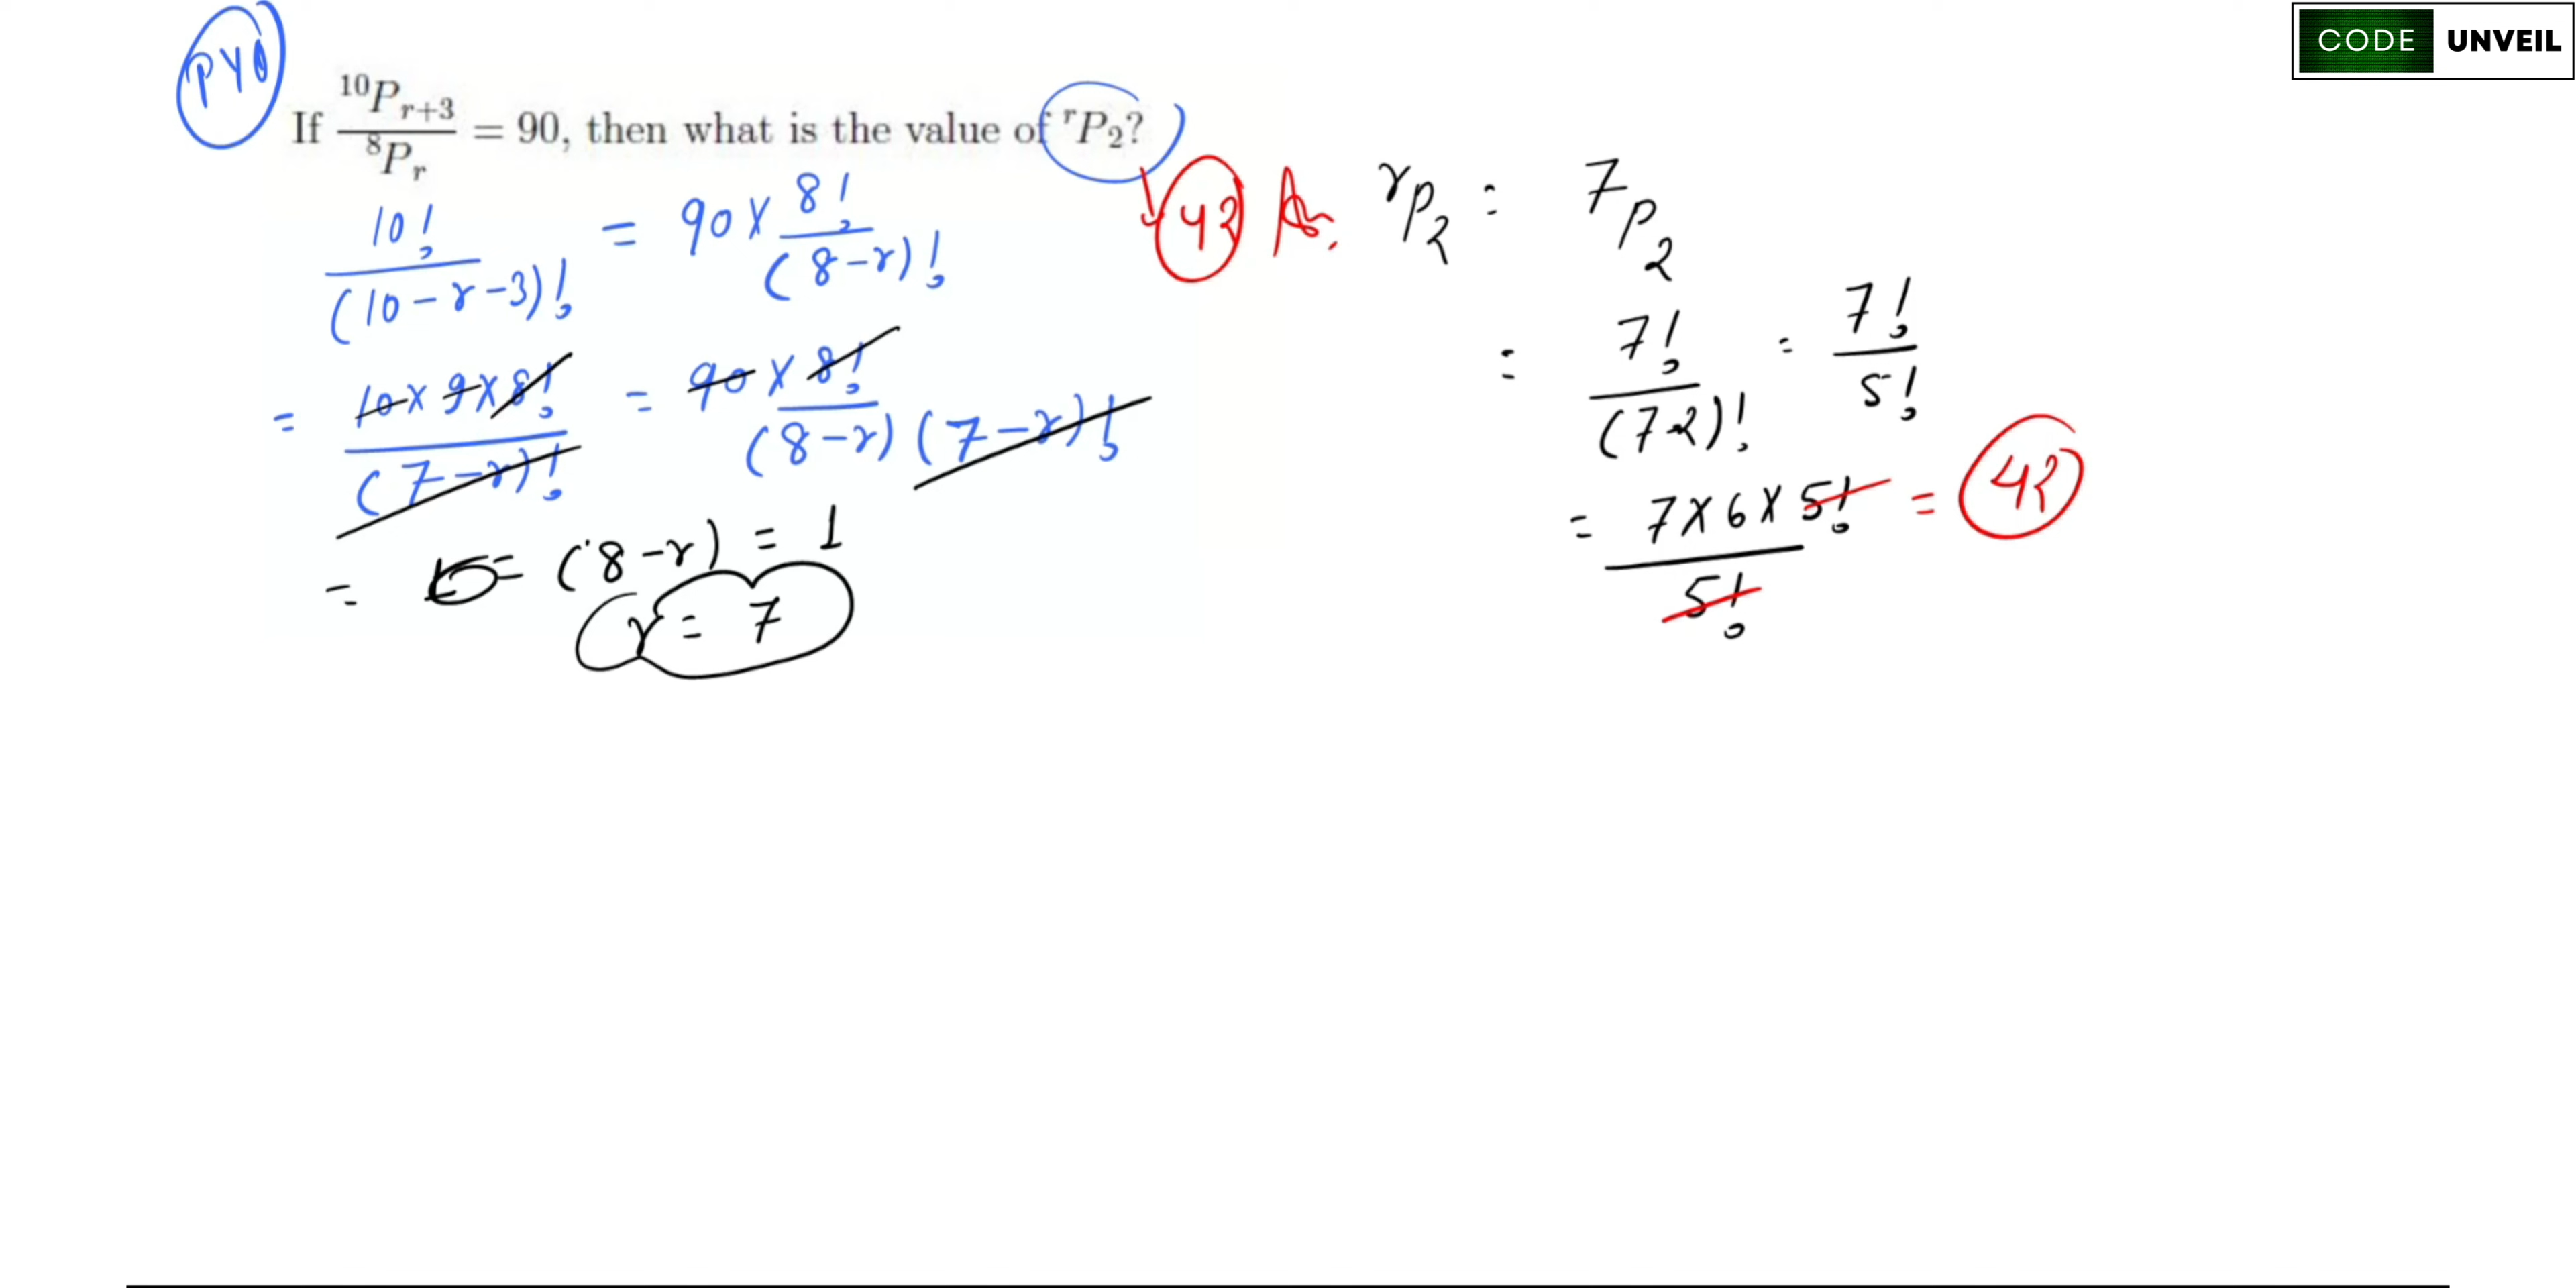 CODE UNVEIL
PYQ
If ¹⁰Pᵣ₊₃ / ⁸Pᵣ = 90, then what is the value of ʳP₂?
10! / (10-r-3)! = 90 × 8! / (8-r)!
42 Ans.
= 10 × 9 × 8! / (7-r)! = 90 × 8! / (8-r) (7-r)!
= = (8-r) = 1
r = 7
ʳP₂ = ⁷P₂
= 7! / (7-2)! = 7! / 5!
= 7 × 6 × 5! / 5! = 42